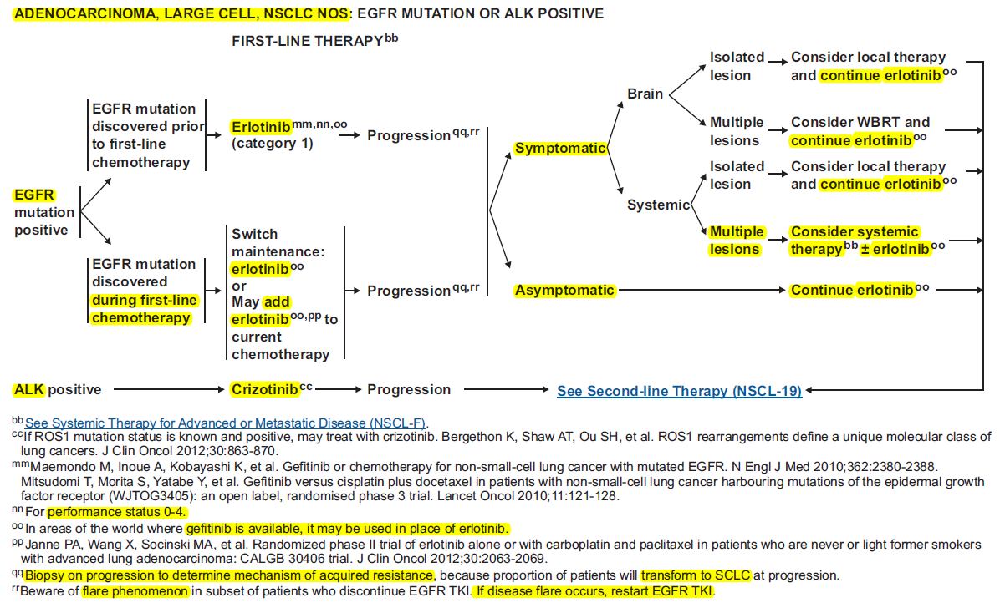 ADENOCARCINOMA, LARGE CELL, NSCLC NOS: EGFR MUTATION OR ALK POSITIVE
FIRST-LINE THERAPYbb
EGFR
mutation
positive
EGFR mutation
discovered prior
to first-line
chemotherapy
Erlotinibmm,nn,oo
(category 1)
Progressionqq,rr
EGFR mutation
discovered
during first-line
chemotherapy
Switch
maintenance:
erlotiniboo
or
May add
erlotiniboo,pp to
current
chemotherapy
Progressionqq,rr
Symptomatic
Brain
Isolated
lesion
Consider local therapy
and continue erlotiniboo
Multiple
lesions
Consider WBRT and
continue erlotiniboo
Systemic
Isolated
lesion
Consider local therapy
and continue erlotiniboo
Multiple
lesions
Consider systemic
therapybb ± erlotiniboo
Asymptomatic
Continue erlotiniboo
ALK positive
Crizotinibcc
Progression
See Second-line Therapy (NSCL-19)
bbSee Systemic Therapy for Advanced or Metastatic Disease (NSCL-F).
ccIf ROS1 mutation status is known and positive, may treat with crizotinib. Bergethon K, Shaw AT, Ou SH, et al. ROS1 rearrangements define a unique molecular class of
lung cancers. J Clin Oncol 2012;30:863-870.
mmMaemondo M, Inoue A, Kobayashi K, et al. Gefitinib or chemotherapy for non-small-cell lung cancer with mutated EGFR. N Engl J Med 2010;362:2380-2388.
Mitsudomi T, Morita S, Yatabe Y, et al. Gefitinib versus cisplatin plus docetaxel in patients with non-small-cell lung cancer harbouring mutations of the epidermal growth
factor receptor (WJTOG3405): an open label, randomised phase 3 trial. Lancet Oncol 2010;11:121-128.
nnFor performance status 0-4.
ooIn areas of the world where gefitinib is available, it may be used in place of erlotinib.
ppJanne PA, Wang X, Socinski MA, et al. Randomized phase II trial of erlotinib alone or with carboplatin and paclitaxel in patients who are never or light former smokers
with advanced lung adenocarcinoma: CALGB 30406 trial. J Clin Oncol 2012;30:2063-2069.
qqBiopsy on progression to determine mechanism of acquired resistance, because proportion of patients will transform to SCLC at progression.
rrBeware of flare phenomenon in subset of patients who discontinue EGFR TKI. If disease flare occurs, restart EGFR TKI.